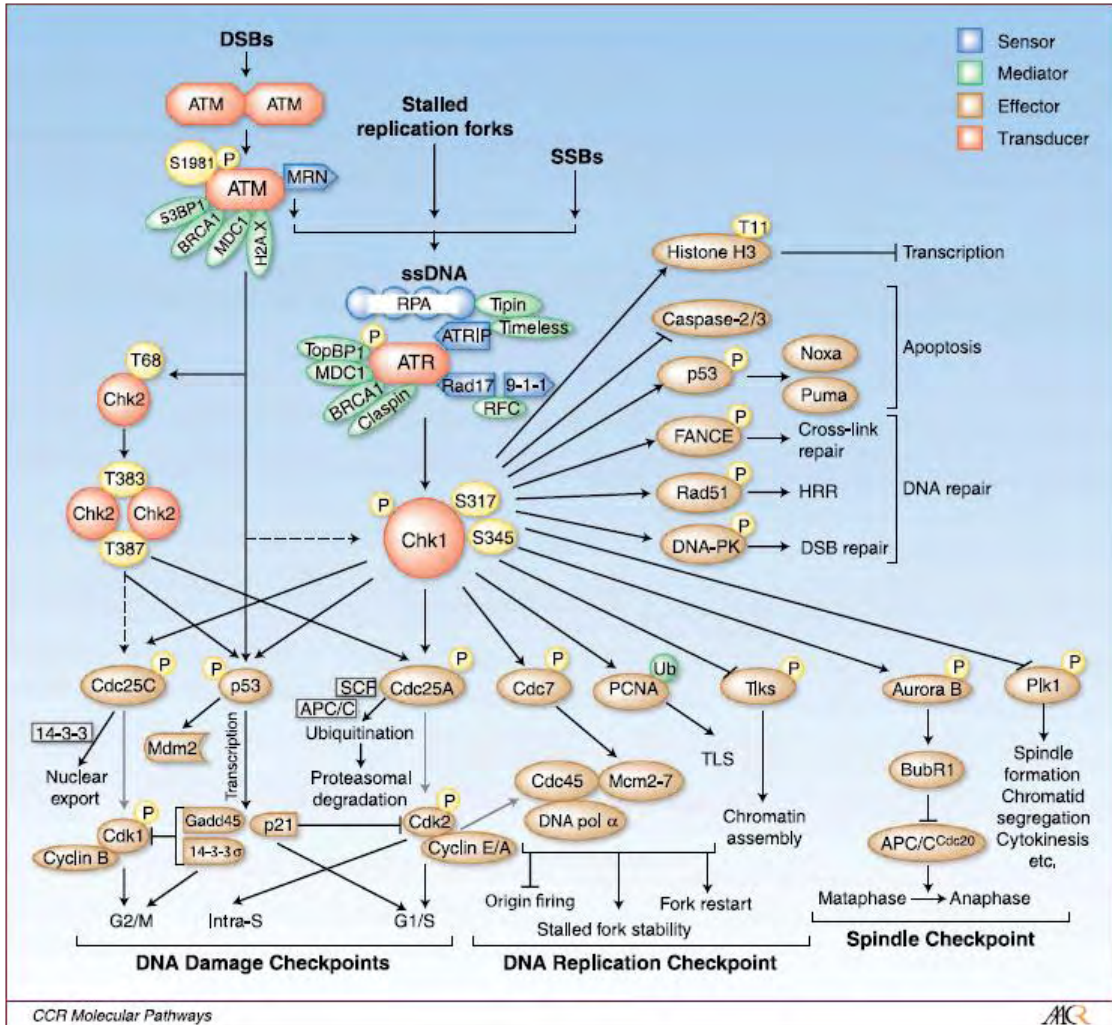 DSBs
Sensor
Mediator
Effector
Transducer
ATM
ATM
Stalled
replication forks
SSBs
S1981
P
ATM
MRN
53BP1
BRCA1
MDC1
H2A.X
T11
Histone H3
Transcription
ssDNA
RPA
Tipin
Timeless
ATRIP
P
TopBP1
MDC1
BRCA1
Claspin
ATR
Rad17
9-1-1
RFC
Caspase-2/3
p53
P
Noxa
Puma
Apoptosis
T68
Chk2
FANCE
P
Cross-link
repair
Rad51
P
HRR
DNA-PK
P
DSB repair
DNA repair
T383
Chk2
Chk2
T387
P
Chk1
S317
S345
Cdc25C
P
P
p53
SCF
APC/C
Cdc25A
P
Cdc7
P
PCNA
Ub
Tlks
P
Aurora B
P
Plk1
P
14-3-3
Nuclear
export
Mdm2
Transcription
Ubiquitination
Proteasomal
degradation
TLS
Cdc45
Mcm2-7
DNA pol α
Chromatin
assembly
BubR1
APC/C Cdc20
Spindle
formation
Chromatid
segregation
Cytokinesis
etc.
Cdk1
P
Cyclin B
Gadd45
14-3-3 σ
p21
Cdk2
P
Cyclin E/A
G2/M
Intra-S
G1/S
Origin firing
Stalled fork stability
Fork restart
Mataphase
Anaphase
DNA Damage Checkpoints
DNA Replication Checkpoint
Spindle Checkpoint
CCR Molecular Pathways
AACR